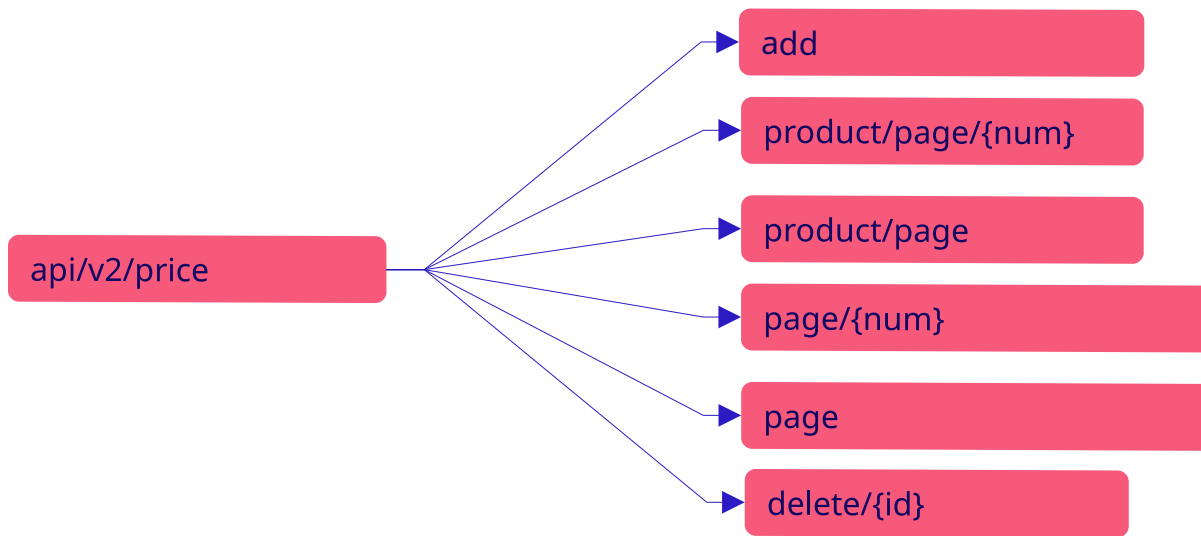 api/v2/price
add
product/page/{num}
product/page
page/{num}
page
delete/{id}